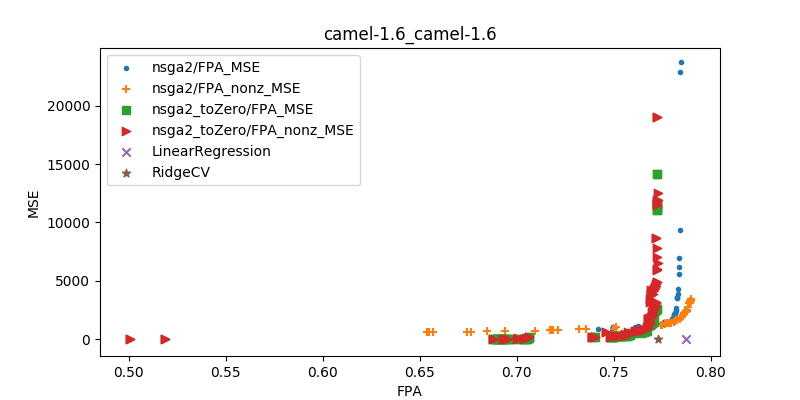 camel-1.6_camel-1.6
nsga2/FPA_MSE
nsga2/FPA_nonz_MSE
nsga2_toZero/FPA_MSE
nsga2_toZero/FPA_nonz_MSE
LinearRegression
RidgeCV
MSE
20000
15000
10000
5000
0
0.50 0.55 0.60 0.65 0.70 0.75 0.80
FPA